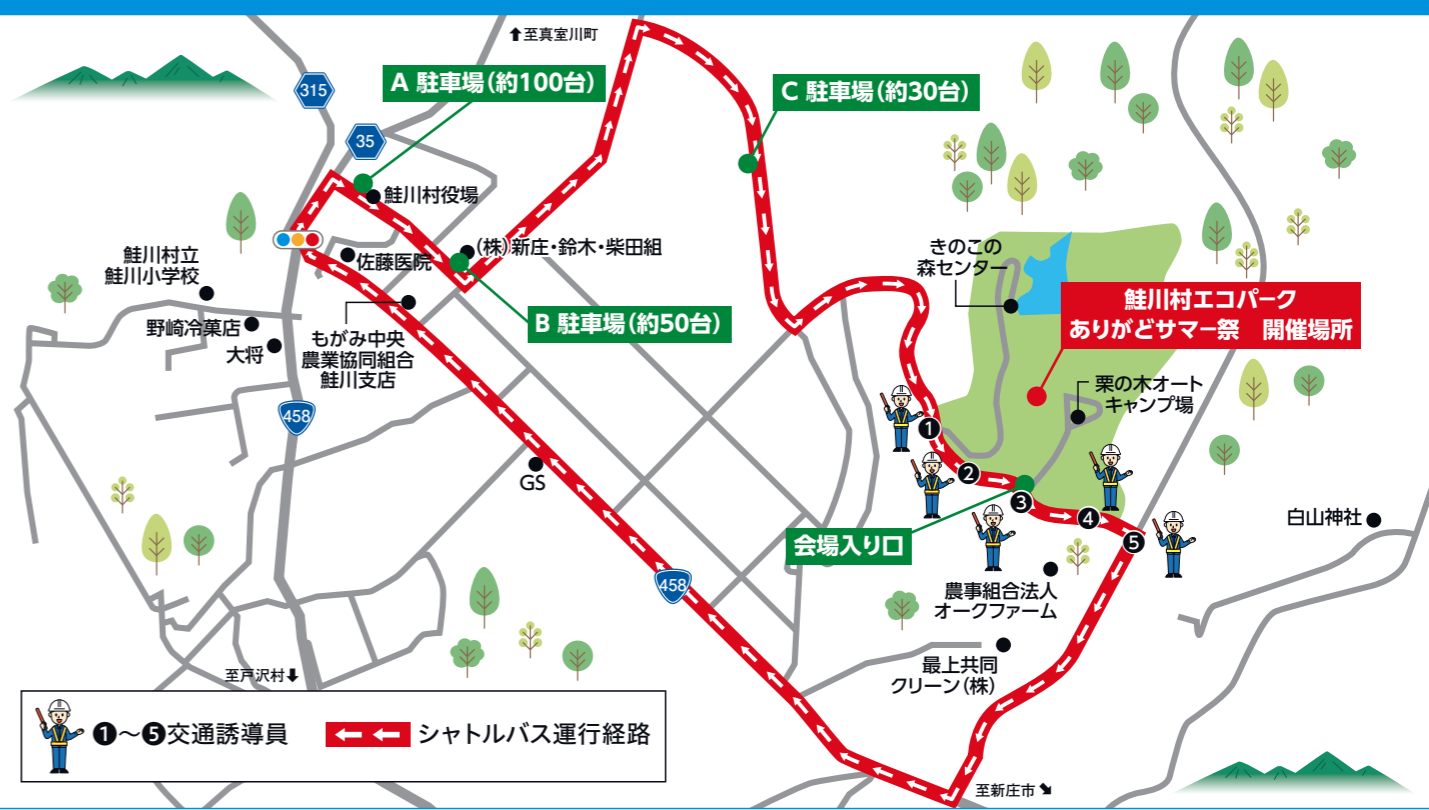 ↑至真室川町
A 駐車場(約100台)
C 駐車場(約30台)
315
35
鮭川村役場
(株)新庄・鈴木・柴田組
佐藤医院
鮭川村立
鮭川小学校
野崎冷菓店
大将
もがみ中央
農業協同組合
鮭川支店
B 駐車場(約50台)
きのこの
森センター
鮭川村エコパーク
ありがどサマー祭 開催場所
栗の木オート
キャンプ場
458
GS
❶
❷
❸
❹
❺
会場入り口
白山神社
458
農事組合法人
オークファーム
最上共同
クリーン(株)
至戸沢村⬇
❶〜❺交通誘導員
シャトルバス運行経路
至新庄市⬊